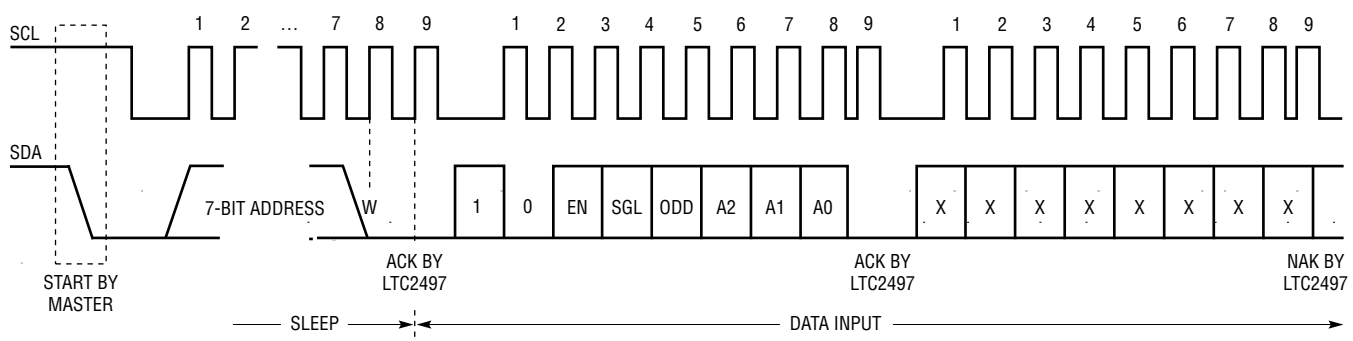 SCL
1 2 … 7 8 9 1 2 3 4 5 6 7 8 9 1 2 3 4 5 6 7 8 9
SDA
7-BIT ADDRESS W 1 0 EN SGL ODD A2 A1 A0 X X X X X X X X
START BY
MASTER
ACK BY
LTC2497
ACK BY
LTC2497
NAK BY
LTC2497
SLEEP DATA INPUT